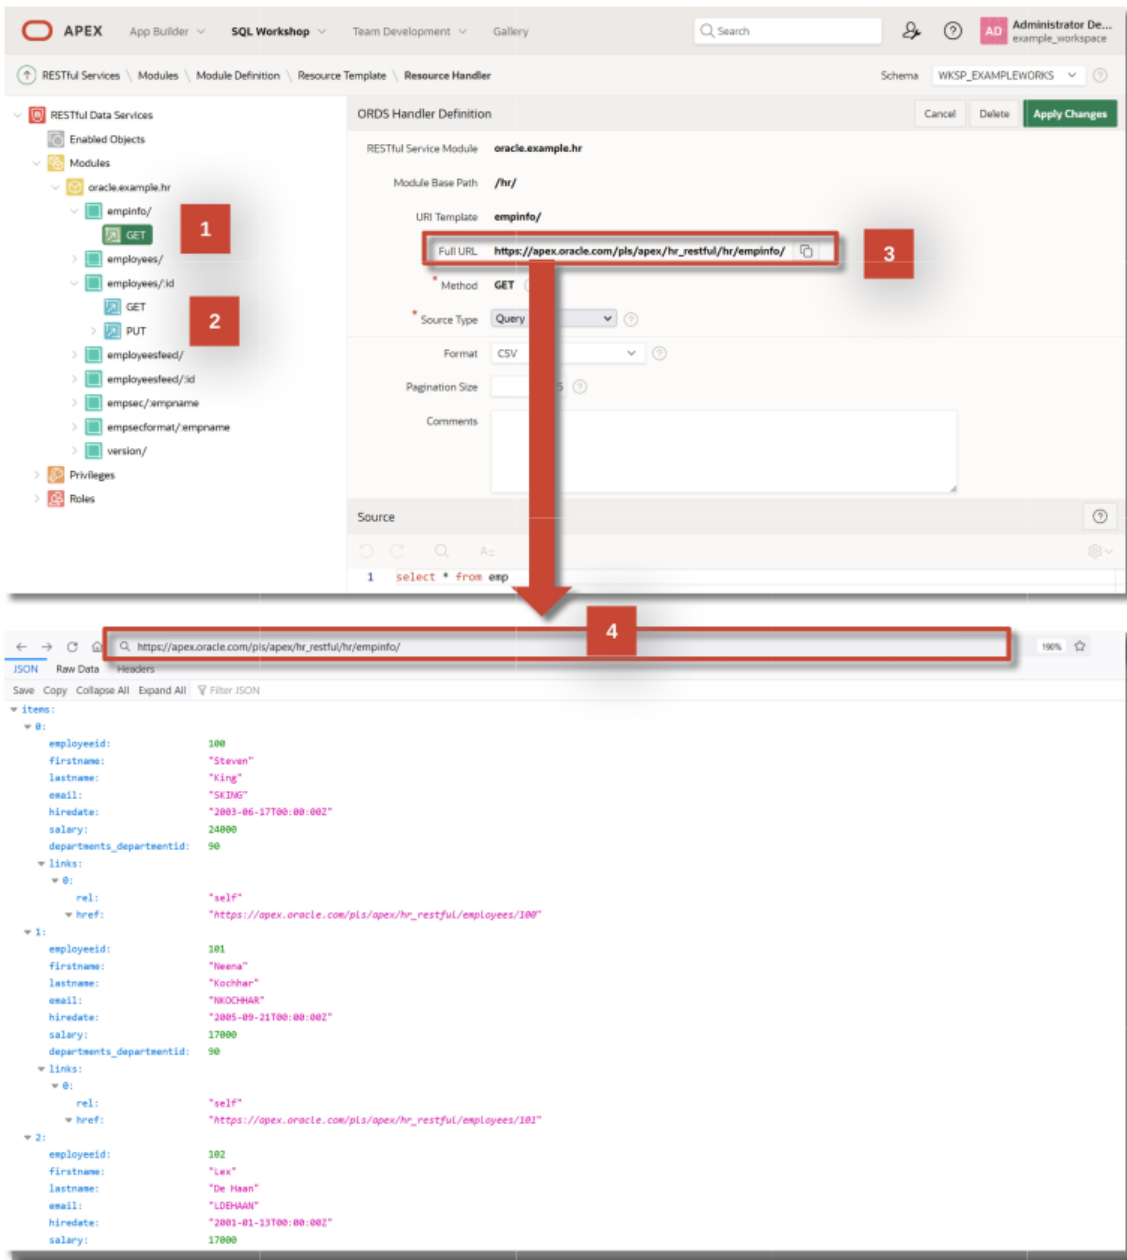 APEX App Builder SQL Workshop Team Development Gallery Search AD Administrator De...
example_workspace
RESTful Services \ Modules \ Module Definition \ Resource Template \ Resource Handler Schema WKSP_EXAMPLEWORKS
RESTful Data Services
Enabled Objects
Modules
oracle.example.hr
empinfo/
GET
1
employees/
employees/:id
GET
PUT
2
employeesfeed/
employeesfeed/:id
empsec/:empname
empsecformat/:empname
version/
Privileges
Roles
ORDS Handler Definition Cancel Delete Apply Changes
RESTful Service Module oracle.example.hr
Module Base Path /hr/
URI Template empinfo/
Full URL https://apex.oracle.com/pls/apex/hr_restful/hr/empinfo/
3
* Method GET
* Source Type Query
Format CSV
Pagination Size
Comments
Source
1 select * from emp
4
https://apex.oracle.com/pls/apex/hr_restful/hr/empinfo/ 190%
JSON Raw Data Headers
Save Copy Collapse All Expand All Filter JSON
items:
0:
employeeid: 100
firstname: "Steven"
lastname: "King"
email: "SKING"
hiredate: "2003-06-17T00:00:00Z"
salary: 24000
departments_departmentid: 90
links:
0:
rel: "self"
href: "https://apex.oracle.com/pls/apex/hr_restful/employees/100"
1:
employeeid: 101
firstname: "Neena"
lastname: "Kochhar"
email: "NKOCHHAR"
hiredate: "2005-09-21T00:00:00Z"
salary: 17000
departments_departmentid: 90
links:
0:
rel: "self"
href: "https://apex.oracle.com/pls/apex/hr_restful/employees/101"
2:
employeeid: 102
firstname: "Lex"
lastname: "De Haan"
email: "LDEHAAN"
hiredate: "2001-01-13T00:00:00Z"
salary: 17000